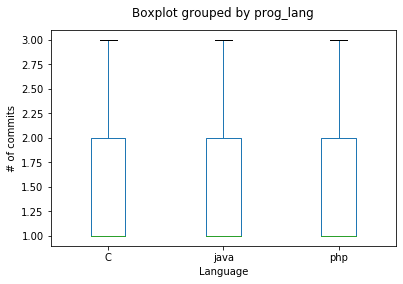 Boxplot grouped by prog_lang
3.00
2.75
2.50
2.25
2.00
1.75
1.50
1.25
1.00
# of commits
C java php
Language